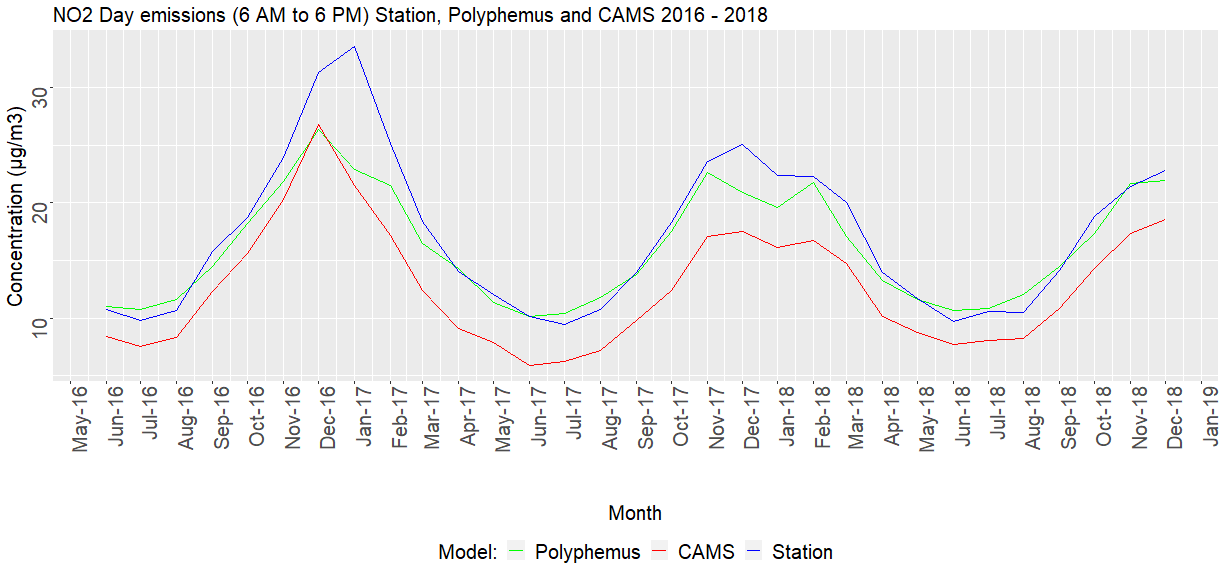 NO2 Day emissions (6 AM to 6 PM) Station, Polyphemus and CAMS 2016 - 2018
Concentration (µg/m3)
30
20
10
May-16
Jun-16
Jul-16
Aug-16
Sep-16
Oct-16
Nov-16
Dec-16
Jan-17
Feb-17
Mar-17
Apr-17
May-17
Jun-17
Jul-17
Aug-17
Sep-17
Oct-17
Nov-17
Dec-17
Jan-18
Feb-18
Mar-18
Apr-18
May-18
Jun-18
Jul-18
Aug-18
Sep-18
Oct-18
Nov-18
Dec-18
Jan-19
Month
Model: Polyphemus CAMS Station